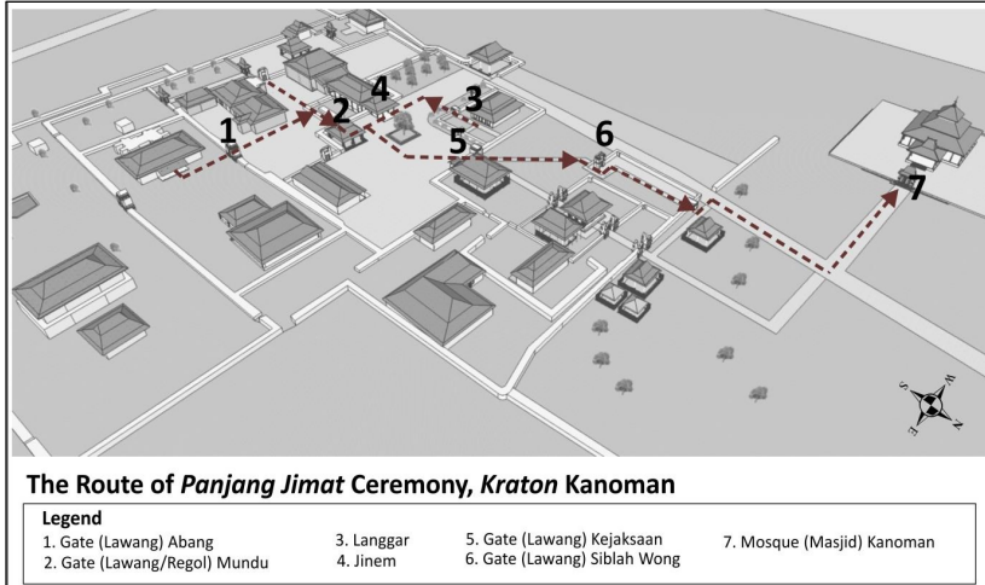 1
2
4
3
5
6
7
S
W
E
N
The Route of Panjang Jimat Ceremony, Kraton Kanoman
Legend
1. Gate (Lawang) Abang
2. Gate (Lawang/Regol) Mundu
3. Langgar
4. Jinem
5. Gate (Lawang) Kejaksaan
6. Gate (Lawang) Siblah Wong
7. Mosque (Masjid) Kanoman